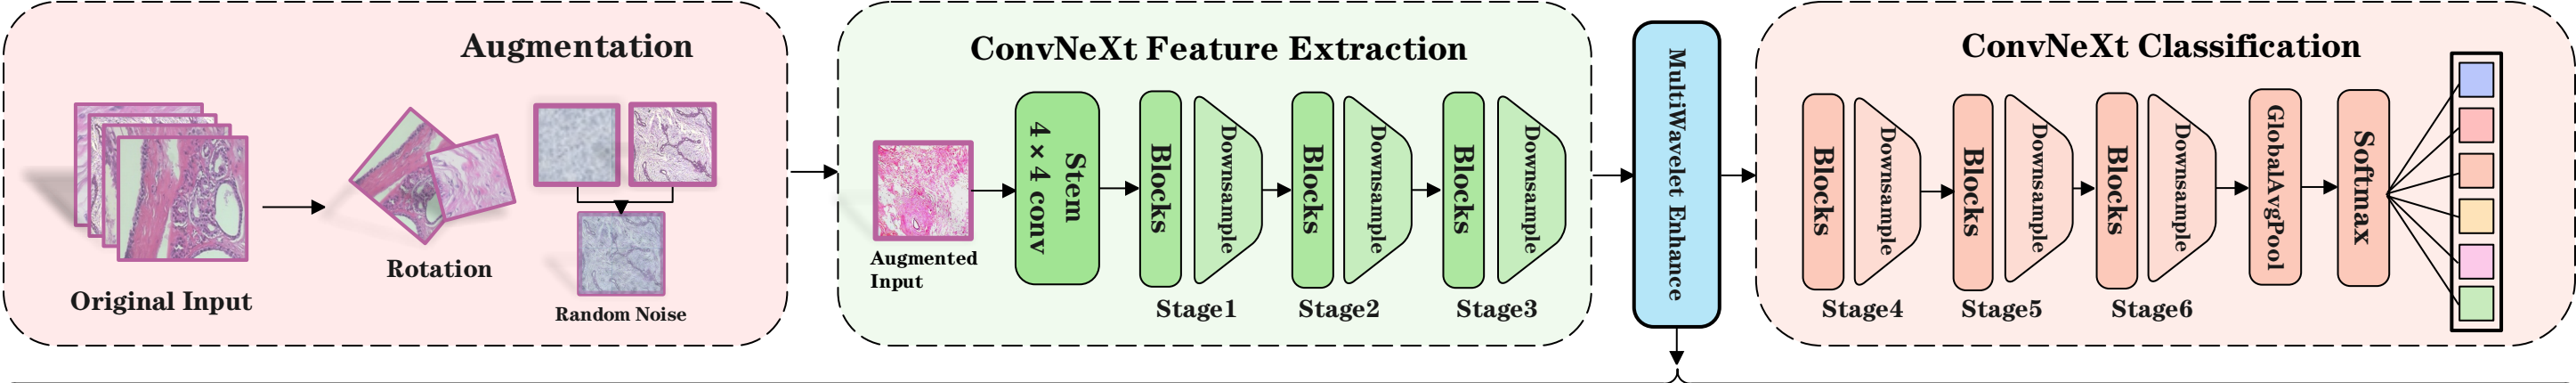 Augmentation
Original Input
Rotation
Random Noise
ConvNeXt Feature Extraction
Augmented
Input
Stem
4 × 4 conv
Blocks
Downsample
Stage1
Blocks
Downsample
Stage2
Blocks
Downsample
Stage3
MultiWavelet Enhance
ConvNeXt Classification
Blocks
Downsample
Stage4
Blocks
Downsample
Stage5
Blocks
Downsample
Stage6
GlobalAvgPool
Softmax